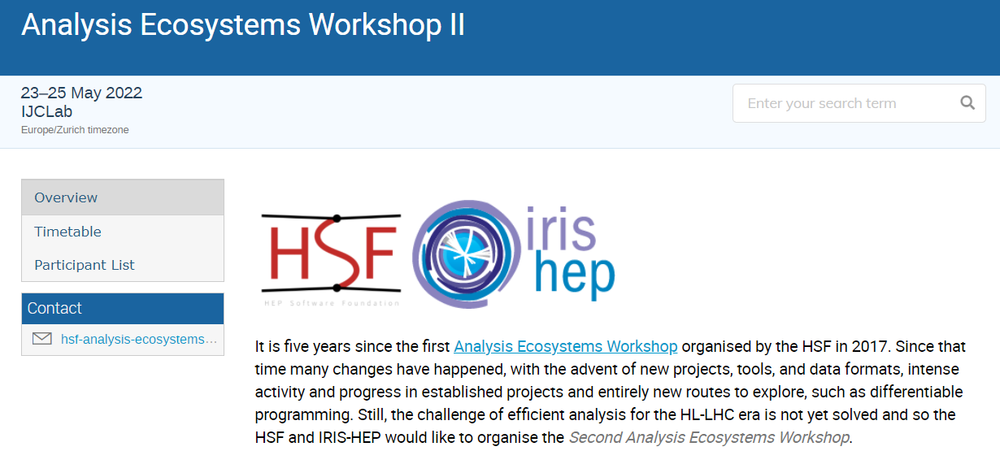 Analysis Ecosystems Workshop II
23–25 May 2022
IJCLab
Europe/Zurich timezone
Enter your search term
Overview
Timetable
Participant List
Contact
hsf-analysis-ecosystems…
HSF
HEP Software Foundation
iris
hep
It is five years since the first Analysis Ecosystems Workshop organised by the HSF in 2017. Since that
time many changes have happened, with the advent of new projects, tools, and data formats, intense
activity and progress in established projects and entirely new routes to explore, such as differentiable
programming. Still, the challenge of efficient analysis for the HL-LHC era is not yet solved and so the
HSF and IRIS-HEP would like to organise the Second Analysis Ecosystems Workshop.